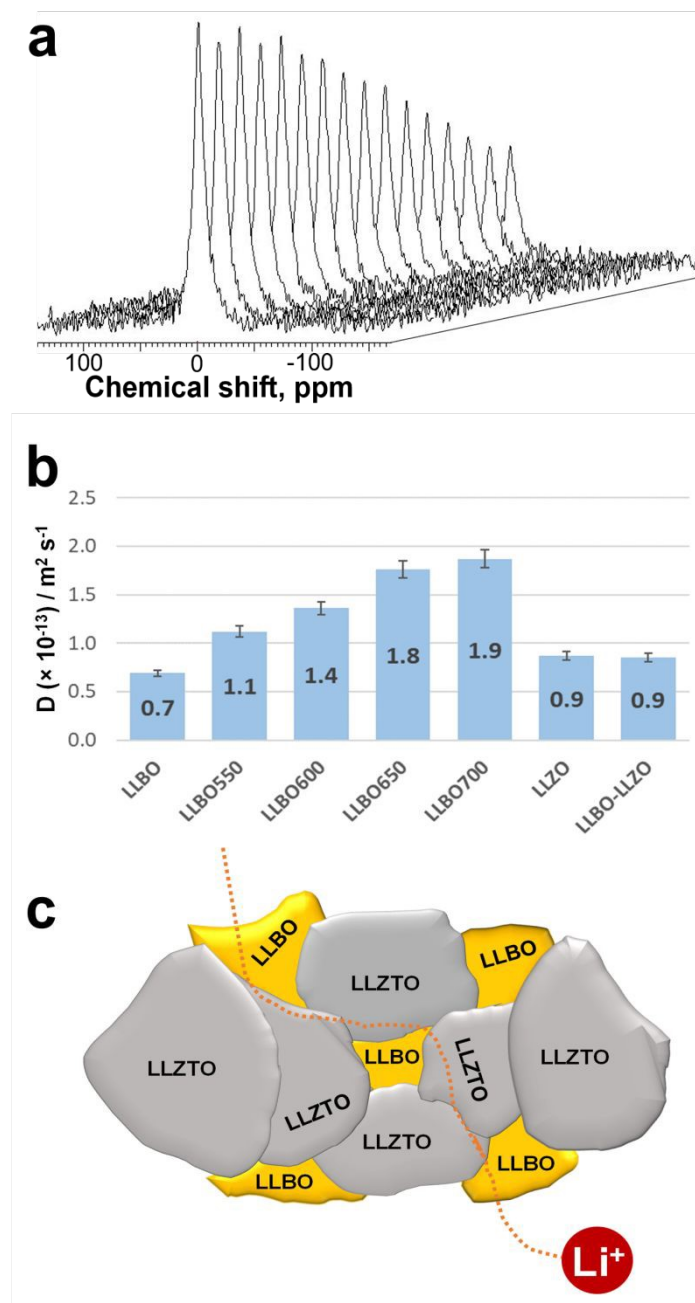 a
100 0 -100
Chemical shift, ppm
b
D (× 10⁻¹³) / m² s⁻¹
2.5
2.0
1.5
1.0
0.5
0.0
0.7
1.1
1.4
1.8
1.9
0.9
0.9
LLBO
LLBO550
LLBO600
LLBO650
LLBO700
LLZO
LLBO-LLZO
c
LLBO
LLZTO
LLBO
LLZTO
LLZTO
LLBO
LLZTO
LLZTO
LLZTO
LLBO
LLBO
Li⁺